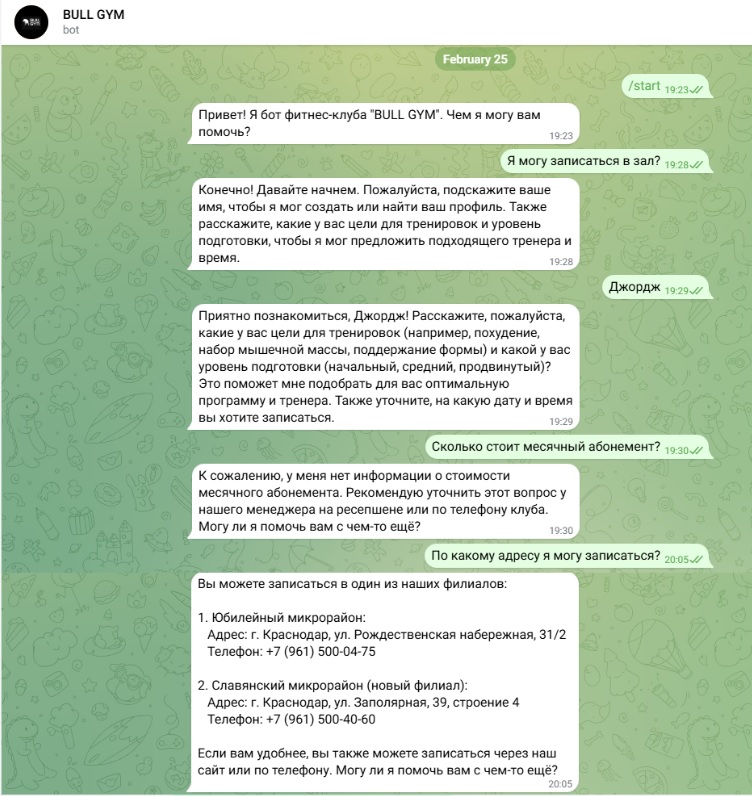 BULL GYM
bot
February 25
/start 19:23
Привет! Я бот фитнес-клуба "BULL GYM". Чем я могу вам
помочь?
19:23
Я могу записаться в зал? 19:28
Конечно! Давайте начнем. Пожалуйста, подскажите ваше
имя, чтобы я мог создать или найти ваш профиль. Также
расскажите, какие у вас цели для тренировок и уровень
подготовки, чтобы я мог предложить подходящего тренера и
время.
19:28
Джордж 19:29
Приятно познакомиться, Джордж! Расскажите, пожалуйста,
какие у вас цели для тренировок (например, похудение,
набор мышечной массы, поддержание формы) и какой у вас
уровень подготовки (начальный, средний, продвинутый)?
Это поможет мне подобрать для вас оптимальную
программу и тренера. Также уточните, на какую дату и время
вы хотите записаться.
19:29
Сколько стоит месячный абонемент? 19:30
К сожалению, у меня нет информации о стоимости
месячного абонемента. Рекомендую уточнить этот вопрос у
нашего менеджера на ресепшене или по телефону клуба.
Могу ли я помочь вам с чем-то ещё?
19:30
По какому адресу я могу записаться? 20:05
Вы можете записаться в один из наших филиалов:
1. Юбилейный микрорайон:
Адрес: г. Краснодар, ул. Рождественская набережная, 31/2
Телефон: +7 (961) 500-04-75
2. Славянский микрорайон (новый филиал):
Адрес: г. Краснодар, ул. Заполярная, 39, строение 4
Телефон: +7 (961) 500-40-60
Если вам удобнее, вы также можете записаться через наш
сайт или по телефону. Могу ли я помочь вам с чем-то ещё?
20:05